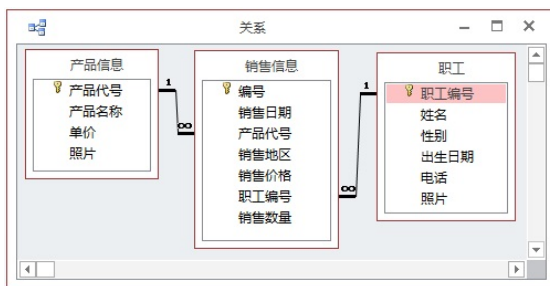 关系
产品信息
产品代号
产品名称
单价
照片
1
∞
销售信息
编号
销售日期
产品代号
销售地区
销售价格
职工编号
销售数量
1
∞
职工
职工编号
姓名
性别
出生日期
电话
照片